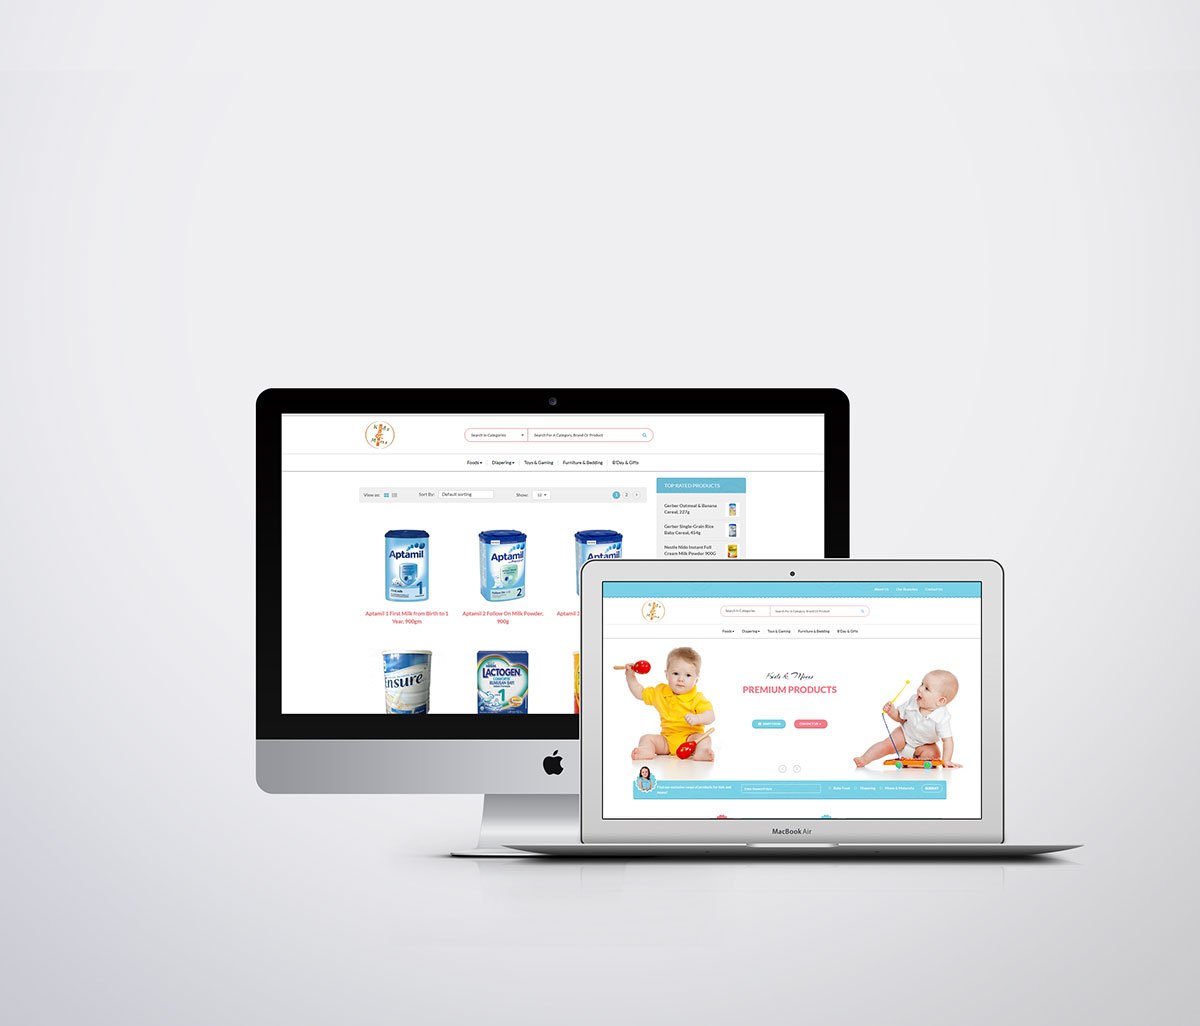 Search In Categories
Search For A Category, Brand Or Product
Foods
Diapering
Toys & Gaming
Furniture & Bedding
B'Day & Gifts
View as:
Sort By:
Default sorting
Show:
1
2
TOP RATED PRODUCTS
Gerber Oatmeal & Banana
Cereal, 227g
Gerber Single-Grain Rice
Baby Cereal, 454g
Nestle Nido Instant Full
Cream Milk Powder 900G
Aptamil
1
Aptamil
2
Aptamil
Aptamil 1 First Milk from Birth to 1
Year, 900gm
Aptamil 2 Follow On Milk Powder,
900g
Aptamil
Ensure
LACTOGEN
1
About Us
Our Branches
Contact Us
Search In Categories
Search For A Category, Brand Or Product
Foods
Diapering
Toys & Gaming
Furniture & Bedding
B'Day & Gifts
Kids & Moms
PREMIUM PRODUCTS
SHOP NOW
CONTACT US
Find our extensive range of products for kids and
moms!
Enter Keyword Here
Baby Food
Diapering
Moms & Maternity
SUBMIT
MacBook Air